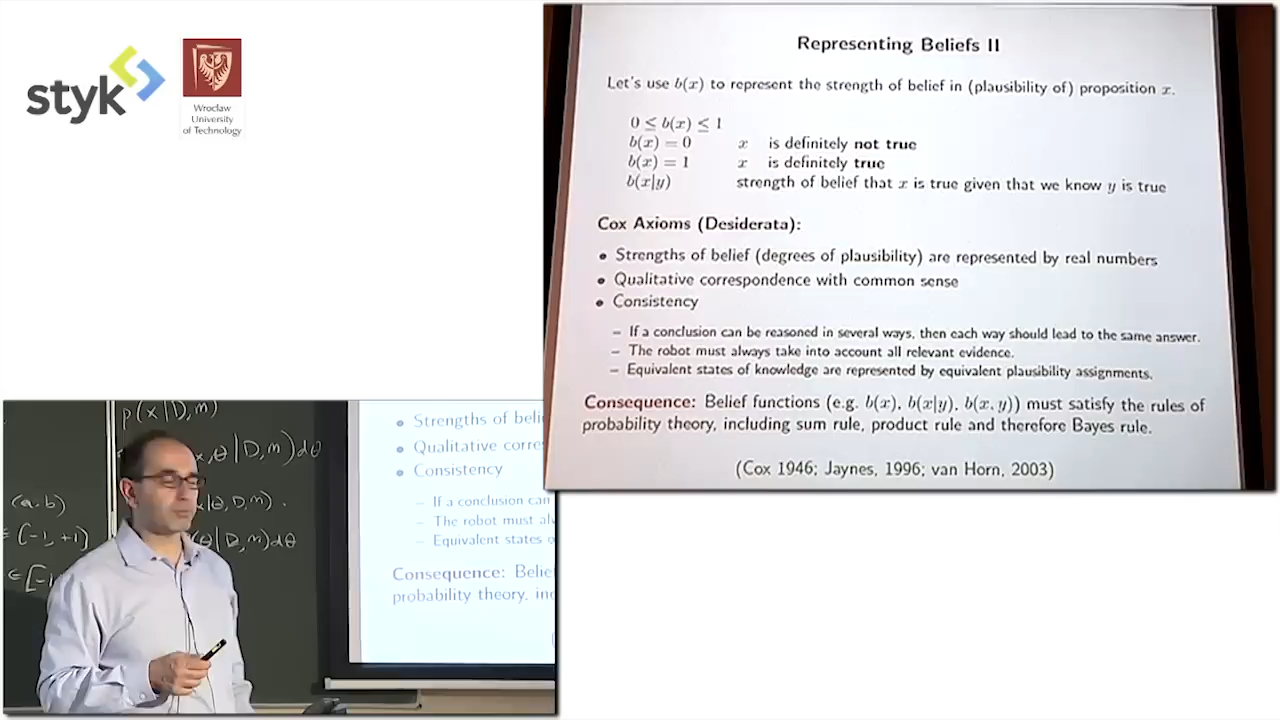 styk
Wroclaw
University
of Technology
Representing Beliefs II
Let's use b(x) to represent the strength of belief in (plausibility of) proposition x.
0 ≤ b(x) ≤ 1
b(x) = 0 x is definitely not true
b(x) = 1 x is definitely true
b(x|y) strength of belief that x is true given that we know y is true
Cox Axioms (Desiderata):
• Strengths of belief (degrees of plausibility) are represented by real numbers
• Qualitative correspondence with common sense
• Consistency
– If a conclusion can be reasoned in several ways, then each way should lead to the same answer.
– The robot must always take into account all relevant evidence.
– Equivalent states of knowledge are represented by equivalent plausibility assignments.
Consequence: Belief functions (e.g. b(x), b(x|y), b(x, y)) must satisfy the rules of
probability theory, including sum rule, product rule and therefore Bayes rule.
(Cox 1946; Jaynes, 1996; van Horn, 2003)
p(x|D,m)
x,θ|D,m)dθ
(a.b)
|θ,D,m).
[-1,+1)
(θ|D,m)dθ
∈[-1
• Strengths of beli
• Qualitative corre
• Consistency
– If a conclusion can
– The robot must al
– Equivalent states o
Consequence: Belie
probability theory, in